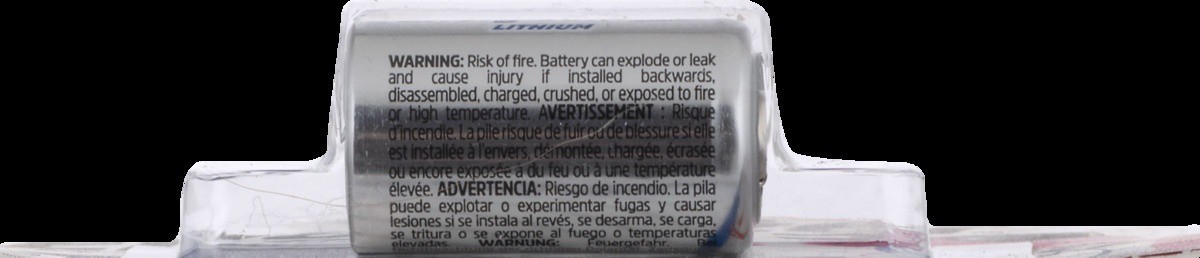 LITHIUM
WARNING: Risk of fire. Battery can explode or leak
and cause injury if installed backwards,
disassembled, charged, crushed, or exposed to fire
or high temperature. AVERTISSEMENT : Risque
d'incendie. La pile risque de fuir ou de blessure si elle
est installée à l'envers, démontée, chargée, écrasée
ou encore exposée à du feu ou à une température
élevée. ADVERTENCIA: Riesgo de incendio. La pila
puede explotar o experimentar fugas y causar
lesiones si se instala al revés, se desarma, se carga,
se tritura o se expone al fuego o temperaturas
elevadas. WARNUNG: Feuergefahr. Bei